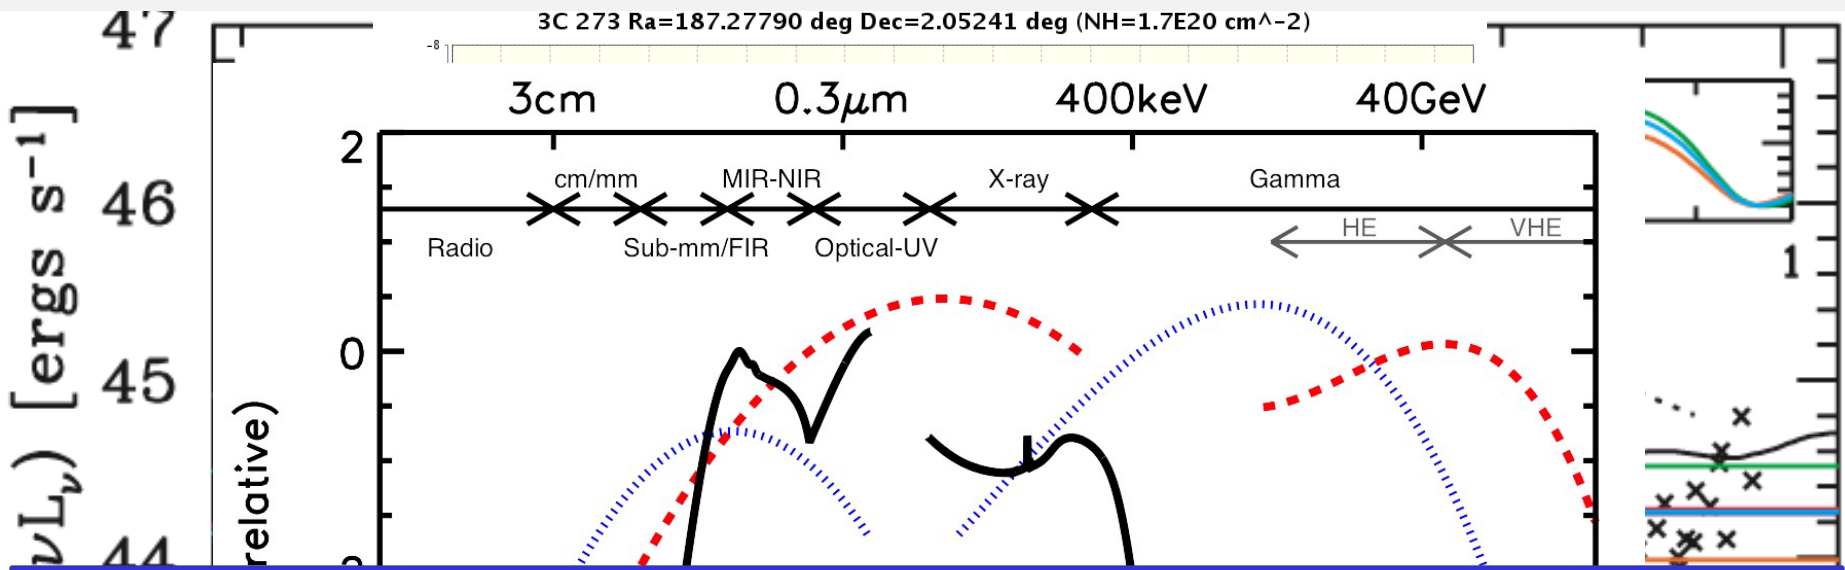 47
3C 273 Ra=187.27790 deg Dec=2.05241 deg (NH=1.7E20 cm^-2)
-8
3cm 0.3μm 400keV 40GeV
2
cm/mm MIR-NIR X-ray Gamma
46
Radio Sub-mm/FIR Optical-UV HE VHE
1
0
45
νLν) [ergs s⁻¹]
relative)
44